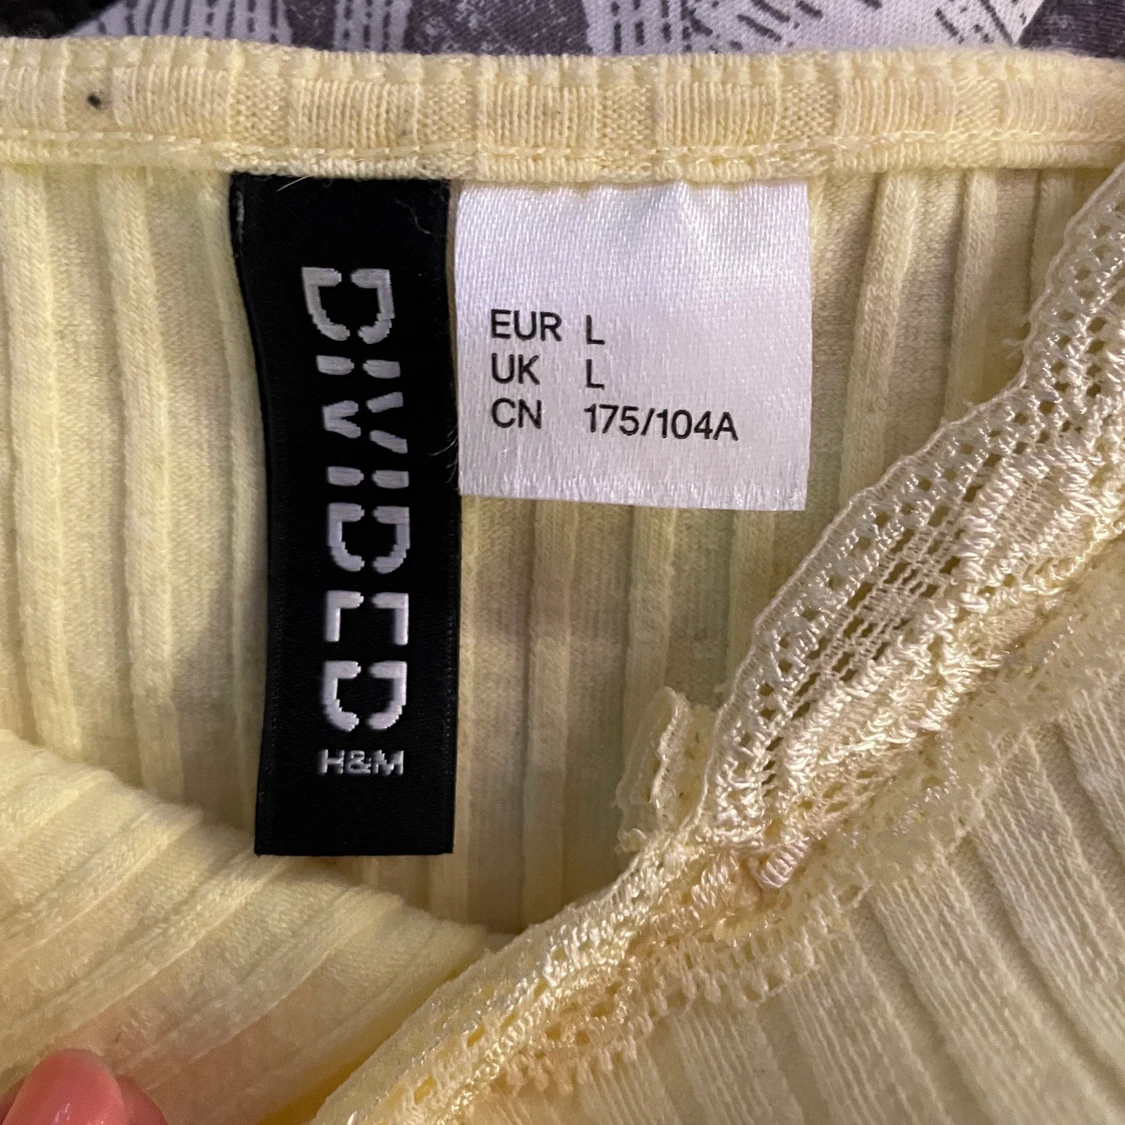 DIVIDED
H&M
EUR L
UK L
CN 175/104A